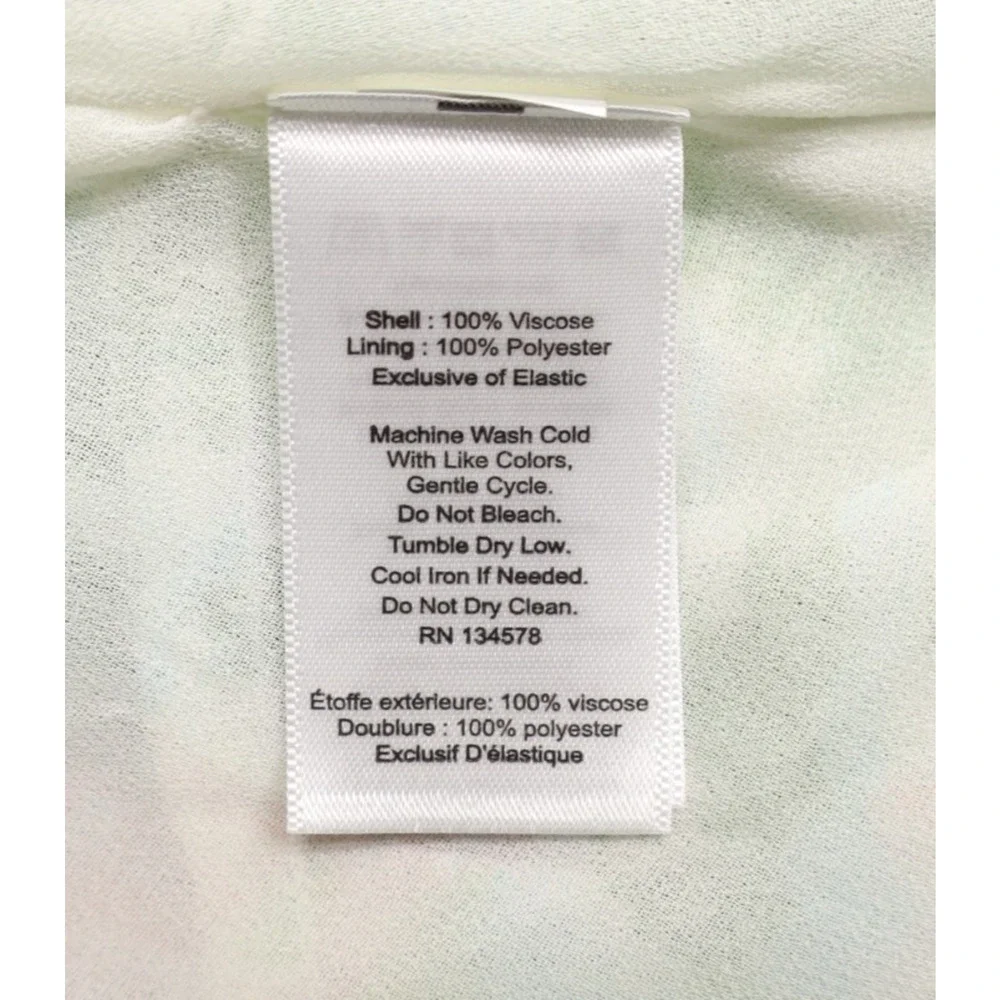 Shell : 100% Viscose
Lining : 100% Polyester
Exclusive of Elastic
Machine Wash Cold
With Like Colors,
Gentle Cycle.
Do Not Bleach.
Tumble Dry Low.
Cool Iron If Needed.
Do Not Dry Clean.
RN 134578
Étoffe extérieure: 100% viscose
Doublure : 100% polyester
Exclusif D'élastique